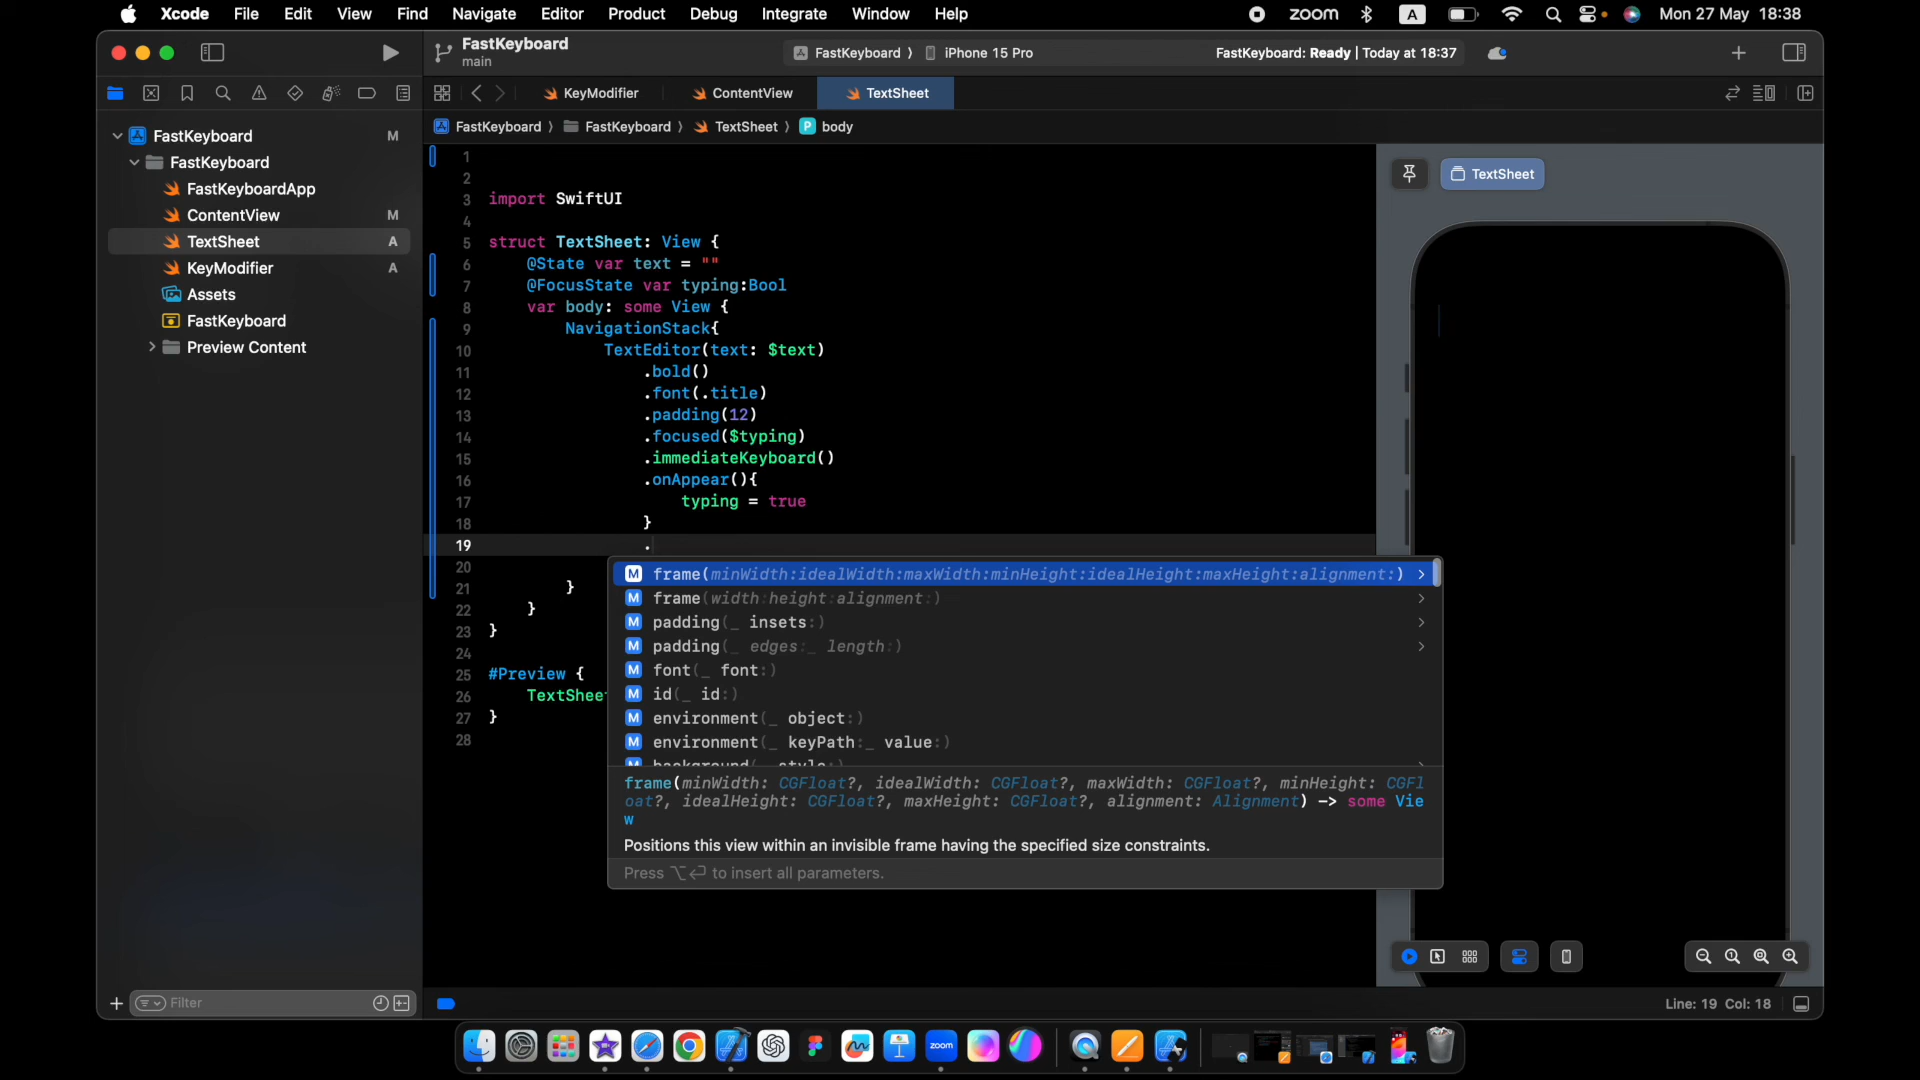 Xcode File Edit View Find Navigate Editor Product Debug Integrate Window Help zoom A Mon 27 May 18:38
FastKeyboard
main
FastKeyboard 〉 iPhone 15 Pro
FastKeyboard: Ready | Today at 18:37
KeyModifier ContentView TextSheet
FastKeyboard 〉 FastKeyboard 〉 TextSheet 〉 P body
FastKeyboard M
FastKeyboard
FastKeyboardApp
ContentView M
TextSheet A
KeyModifier A
Assets
FastKeyboard
Preview Content
Filter
1
2
3 import SwiftUI
4
5 struct TextSheet: View {
6 @State var text = ""
7 @FocusState var typing:Bool
8 var body: some View {
9 NavigationStack{
10 TextEditor(text: $text)
11 .bold()
12 .font(.title)
13 .padding(12)
14 .focused($typing)
15 .immediateKeyboard()
16 .onAppear(){
17 typing = true
18 }
19 .
20
21 }
22 }
23 }
24
25 #Preview {
26 TextSheet
27 }
28
M frame(minWidth:idealWidth:maxWidth:minHeight:idealHeight:maxHeight:alignment:)
M frame(width:height:alignment:)
M padding(_ insets:)
M padding(_ edges:_ length:)
M font(_ font:)
M id(_ id:)
M environment(_ object:)
M environment(_ keyPath:_ value:)
M background(_ style:)
frame(minWidth: CGFloat?, idealWidth: CGFloat?, maxWidth: CGFloat?, minHeight: CGFl
oat?, idealHeight: CGFloat?, maxHeight: CGFloat?, alignment: Alignment) -> some Vie
w
Positions this view within an invisible frame having the specified size constraints.
Press ⌥↩ to insert all parameters.
TextSheet
Line: 19 Col: 18
zoom